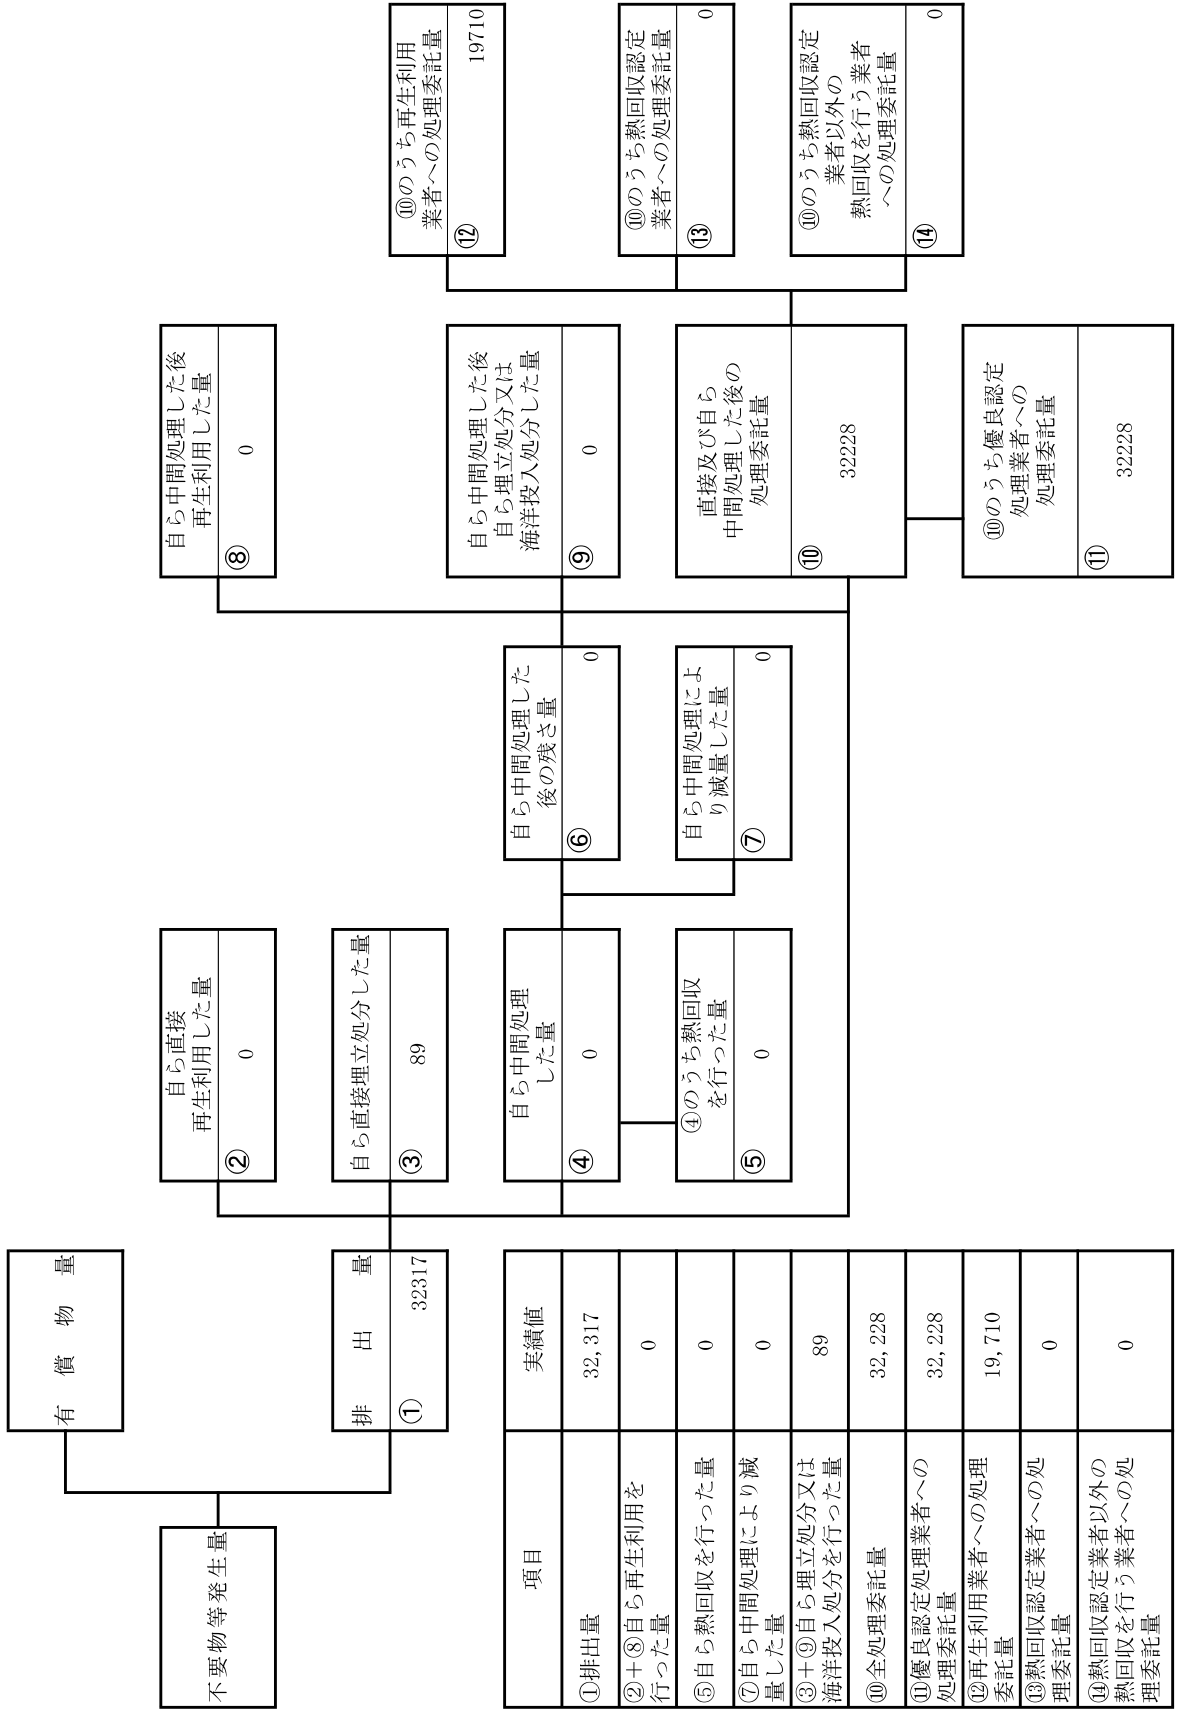 不要物等発生量
有償物量
排出量
① 32317
自ら直接
再生利用した量
② 0
自ら直接埋立処分した量
③ 89
自ら中間処理
した量
④ 0
④のうち熱回収
を行った量
⑤ 0
自ら中間処理した
後の残さ量
⑥ 0
自ら中間処理によ
り減量した量
⑦ 0
自ら中間処理した後
再生利用した量
⑧ 0
自ら中間処理した後
自ら埋立処分又は
海洋投入処分した量
⑨ 0
直接及び自ら
中間処理した後の
処理委託量
⑩ 32228
⑩のうち優良認定
処理業者への
処理委託量
⑪ 32228
⑩のうち再生利用
業者への処理委託量
⑫ 19710
⑩のうち熱回収認定
業者への処理委託量
⑬ 0
⑩のうち熱回収認定
業者以外の
熱回収を行う業者
への処理委託量
⑭ 0
項目 実績値
①排出量 32,317
②+⑧自ら再生利用を
行った量 0
⑤自ら熱回収を行った量 0
⑦自ら中間処理により減
量した量 0
③+⑨自ら埋立処分又は
海洋投入処分を行った量 89
⑩全処理委託量 32,228
⑪優良認定処理業者への
処理委託量 32,228
⑫再生利用業者への処理
委託量 19,710
⑬熱回収認定業者への処
理委託量 0
⑭熱回収認定業者以外の
熱回収を行う業者への処
理委託量 0